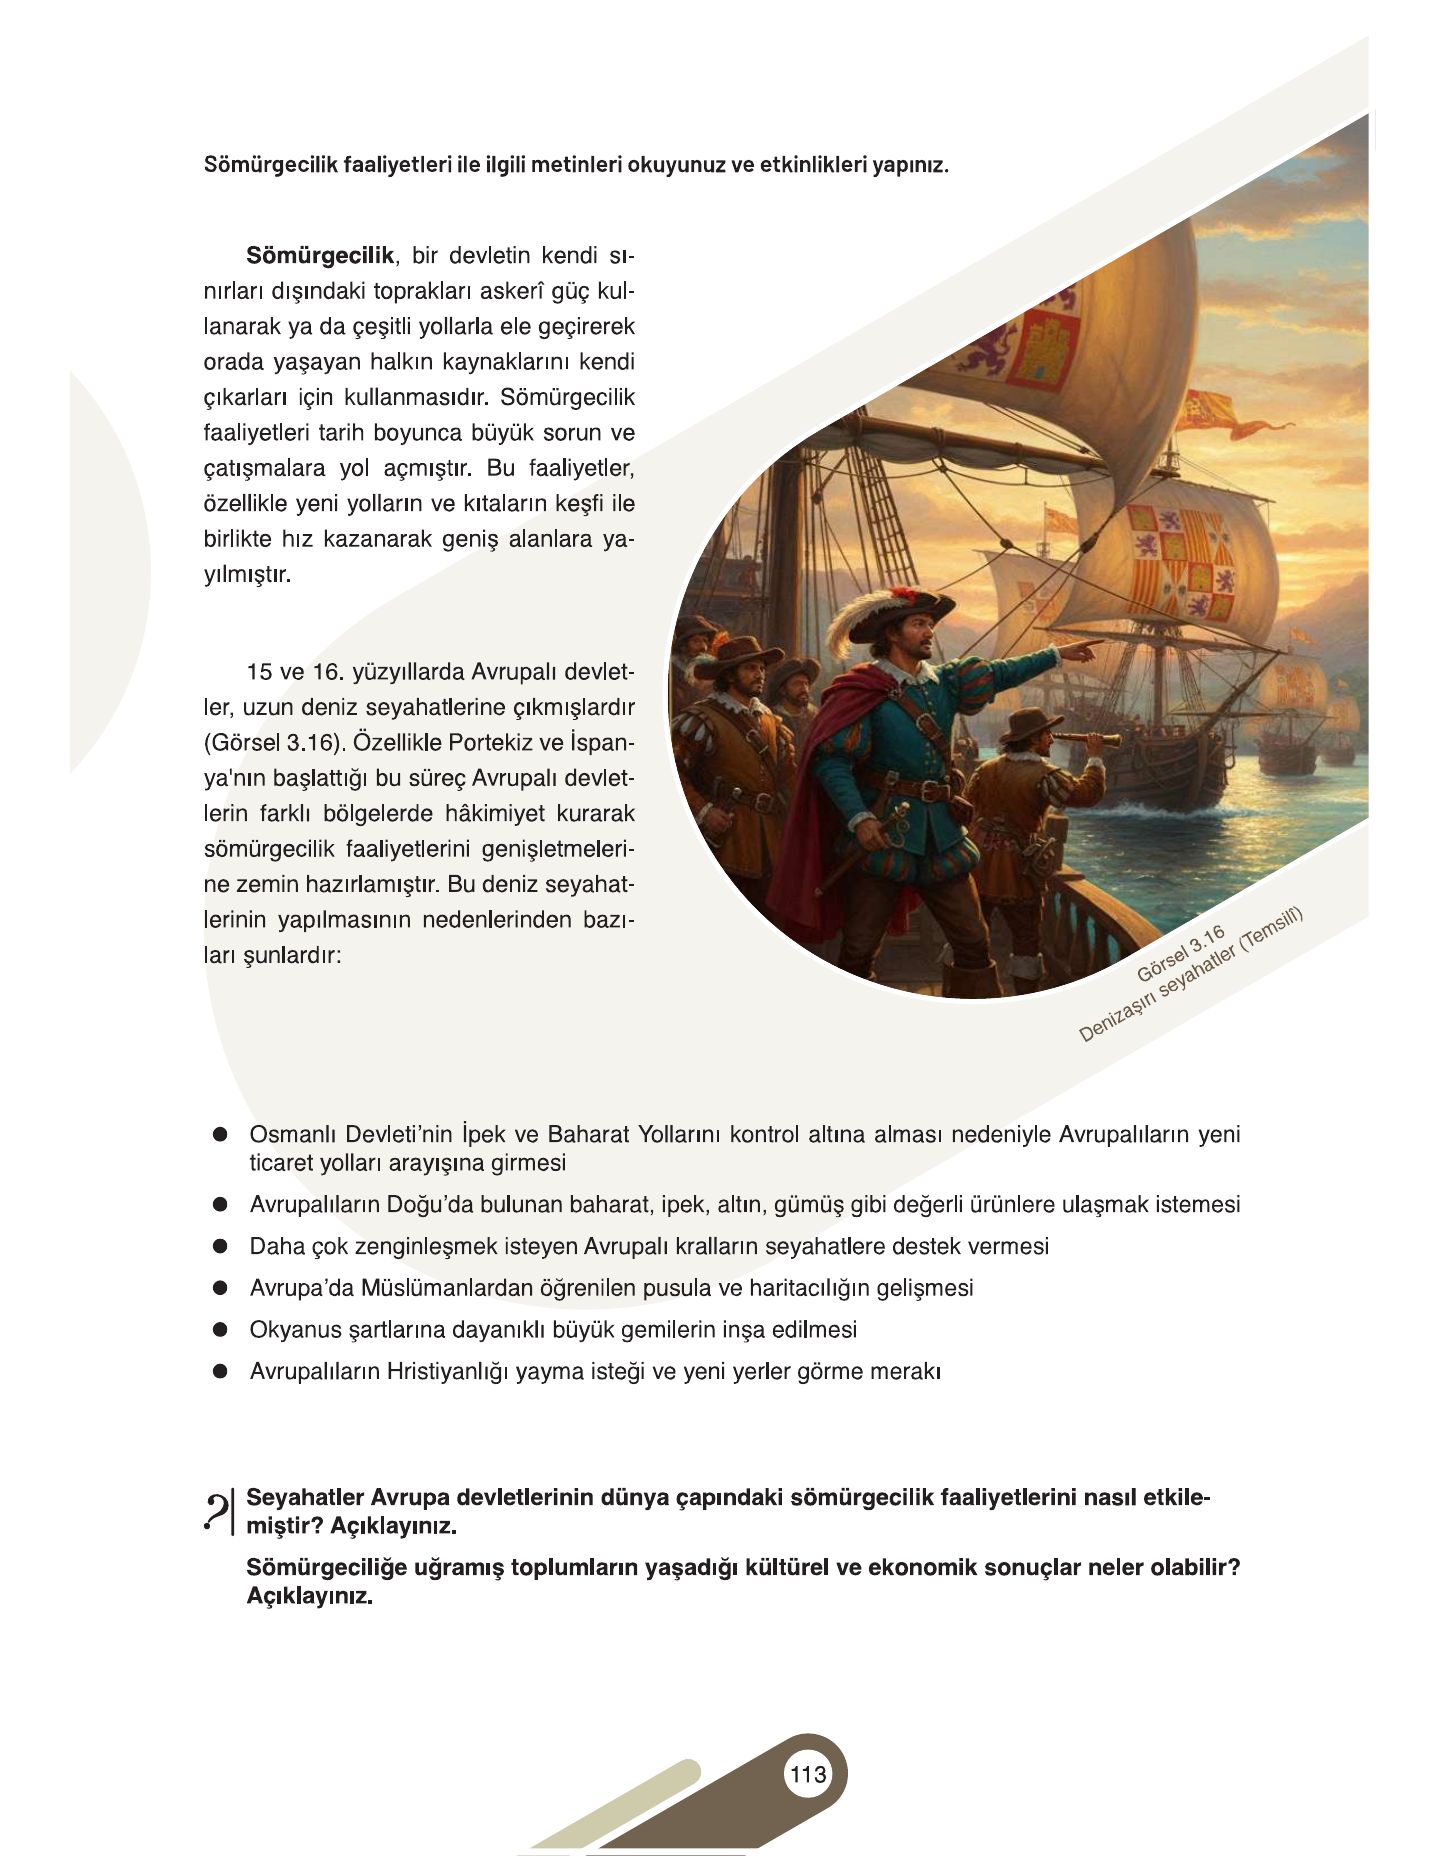 Sömürgecilik faaliyetleri ile ilgili metinleri okuyunuz ve etkinlikleri yapınız.
Sömürgecilik, bir devletin kendi sı-
nırları dışındaki toprakları askerî güç kul-
lanarak ya da çeşitli yollarla ele geçirerek
orada yaşayan halkın kaynaklarını kendi
çıkarları için kullanmasıdır. Sömürgecilik
faaliyetleri tarih boyunca büyük sorun ve
çatışmalara yol açmıştır. Bu faaliyetler,
özellikle yeni yolların ve kıtaların keşfi ile
birlikte hız kazanarak geniş alanlara ya-
yılmıştır.
15 ve 16. yüzyıllarda Avrupalı devlet-
ler, uzun deniz seyahatlerine çıkmışlardır
(Görsel 3.16). Özellikle Portekiz ve İspan-
ya'nın başlattığı bu süreç Avrupalı devlet-
lerin farklı bölgelerde hâkimiyet kurarak
sömürgecilik faaliyetlerini genişletmeleri-
ne zemin hazırlamıştır. Bu deniz seyahat-
lerinin yapılmasının nedenlerinden bazı-
ları şunlardır:
Görsel 3.16
Denizaşırı seyahatler (Temsilî)
● Osmanlı Devleti’nin İpek ve Baharat Yollarını kontrol altına alması nedeniyle Avrupalıların yeni
ticaret yolları arayışına girmesi
● Avrupalıların Doğu’da bulunan baharat, ipek, altın, gümüş gibi değerli ürünlere ulaşmak istemesi
● Daha çok zenginleşmek isteyen Avrupalı kralların seyahatlere destek vermesi
● Avrupa’da Müslümanlardan öğrenilen pusula ve haritacılığın gelişmesi
● Okyanus şartlarına dayanıklı büyük gemilerin inşa edilmesi
● Avrupalıların Hristiyanlığı yayma isteği ve yeni yerler görme merakı
? Seyahatler Avrupa devletlerinin dünya çapındaki sömürgecilik faaliyetlerini nasıl etkile-
miştir? Açıklayınız.
Sömürgeciliğe uğramış toplumların yaşadığı kültürel ve ekonomik sonuçlar neler olabilir?
Açıklayınız.
113